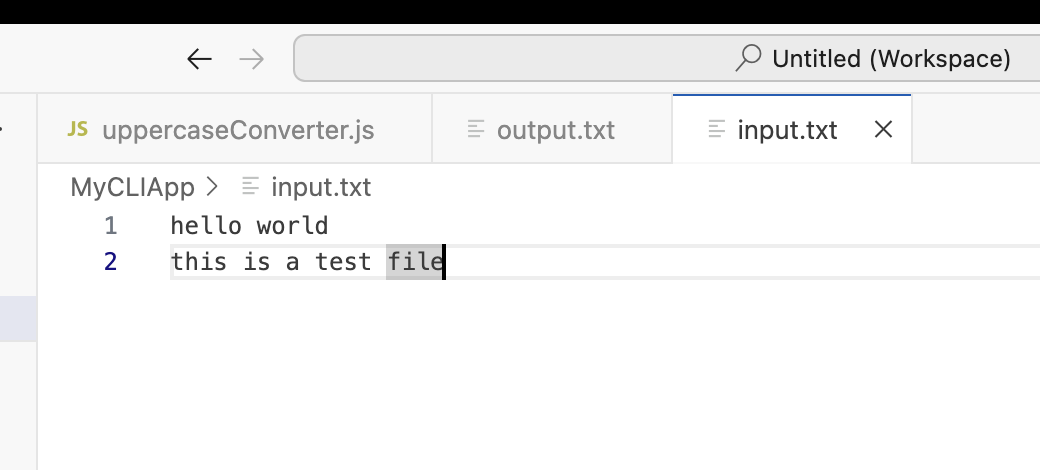 Untitled (Workspace)
JS uppercaseConverter.js output.txt input.txt
MyCLIApp > input.txt
1 hello world
2 this is a test file